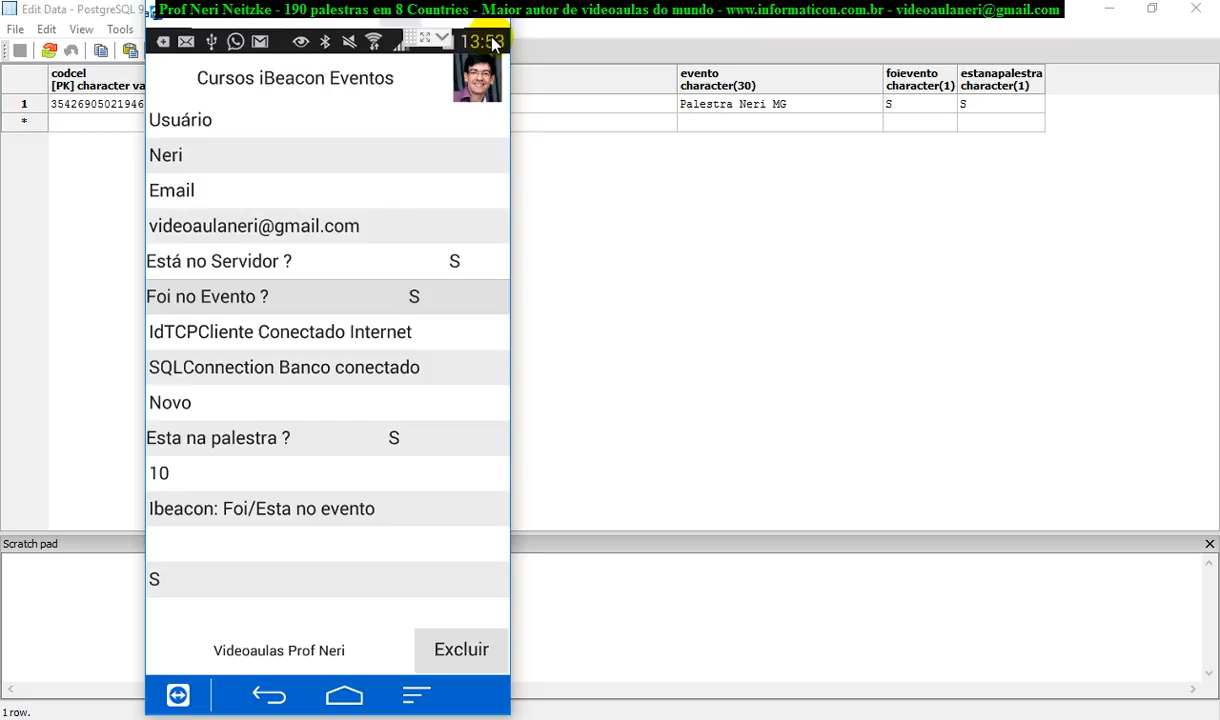 Edit Data - PostgreSQL 9
Prof Neri Neitzke - 190 palestras em 8 Countries - Maior autor de videoaulas do mundo - www.informaticon.com.br - videoaulaneri@gmail.com
File Edit View Tools
13:53
codcel
[PK] character va
evento
character(30)
foievento
character(1)
estanapalestra
character(1)
1 35426905021946 Palestra Neri MG S S
*
Cursos iBeacon Eventos
Usuário
Neri
Email
videoaulaneri@gmail.com
Está no Servidor ? S
Foi no Evento ? S
IdTCPCliente Conectado Internet
SQLConnection Banco conectado
Novo
Esta na palestra ? S
10
Ibeacon: Foi/Esta no evento
S
Videoaulas Prof Neri
Excluir
Scratch pad
1 row.